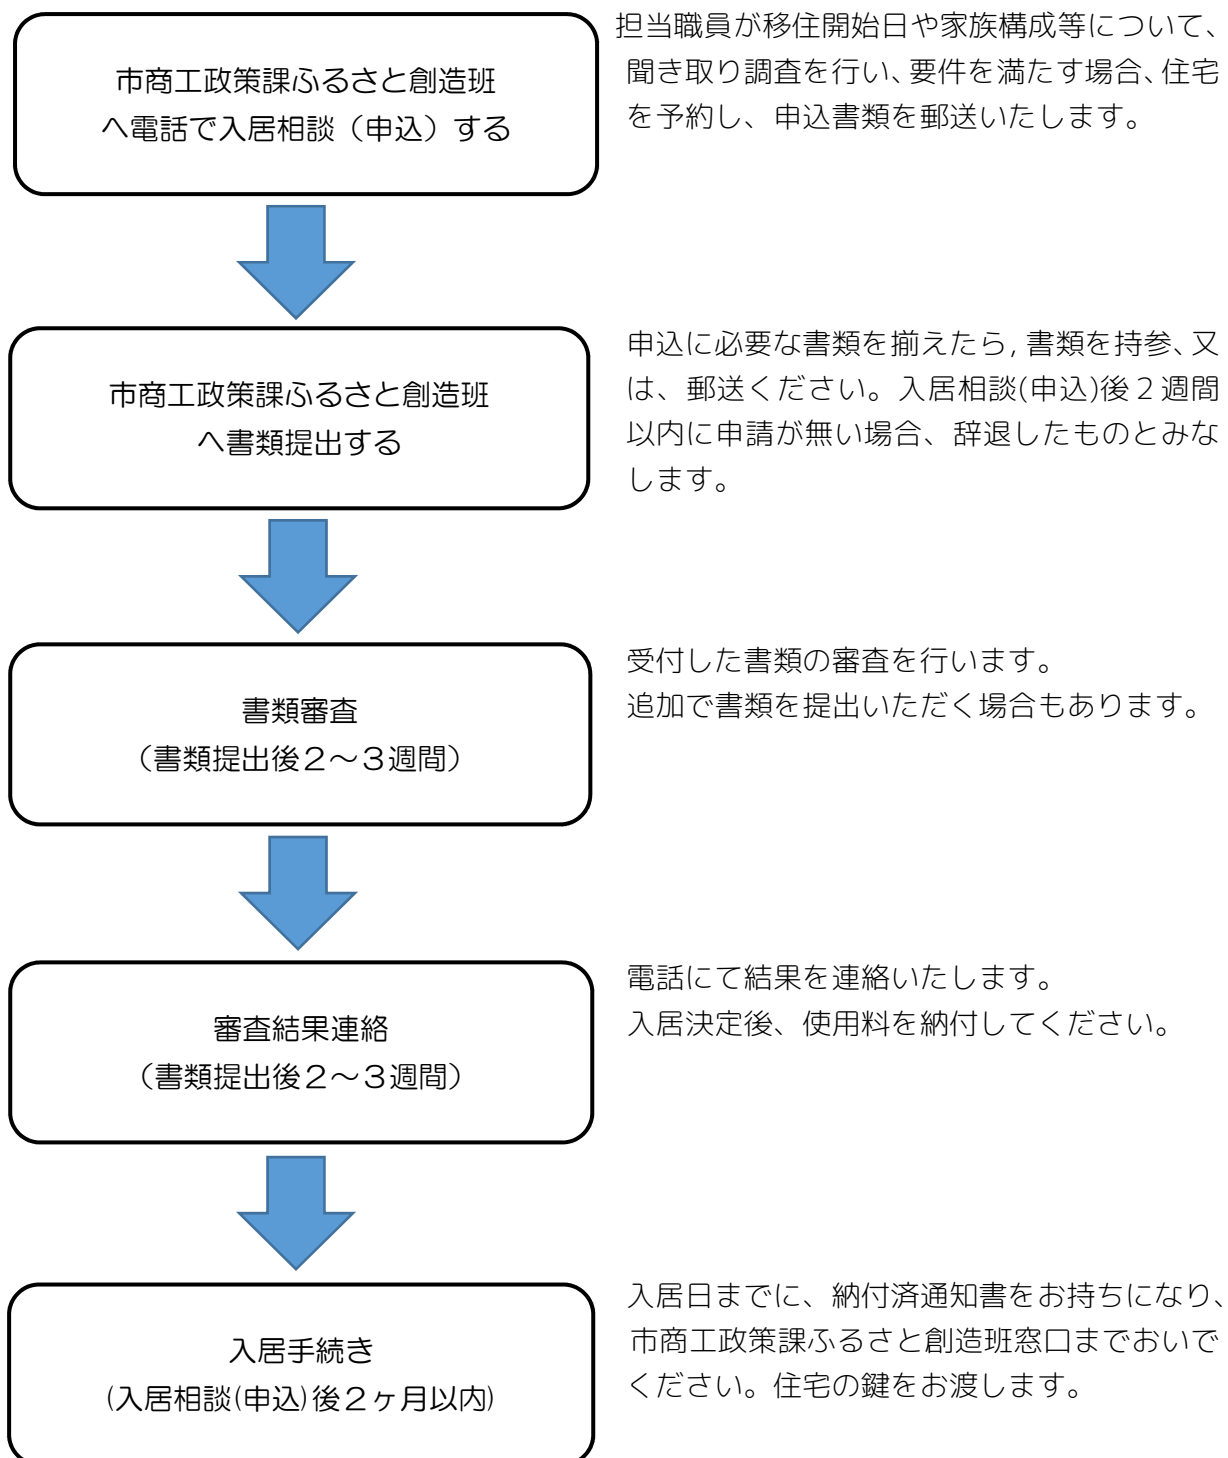 市商工政策課ふるさと創造班
へ電話で入居相談（申込）する
担当職員が移住開始日や家族構成等について、
聞き取り調査を行い、要件を満たす場合、住宅
を予約し、申込書類を郵送いたします。
市商工政策課ふるさと創造班
へ書類提出する
申込に必要な書類を揃えたら,書類を持参、又
は、郵送ください。入居相談(申込)後２週間
以内に申請が無い場合、辞退したものとみな
します。
書類審査
（書類提出後２～３週間）
受付した書類の審査を行います。
追加で書類を提出いただく場合もあります。
審査結果連絡
（書類提出後２～３週間）
電話にて結果を連絡いたします。
入居決定後、使用料を納付してください。
入居手続き
(入居相談(申込)後２ヶ月以内)
入居日までに、納付済通知書をお持ちになり、
市商工政策課ふるさと創造班窓口までおいで
ください。住宅の鍵をお渡します。